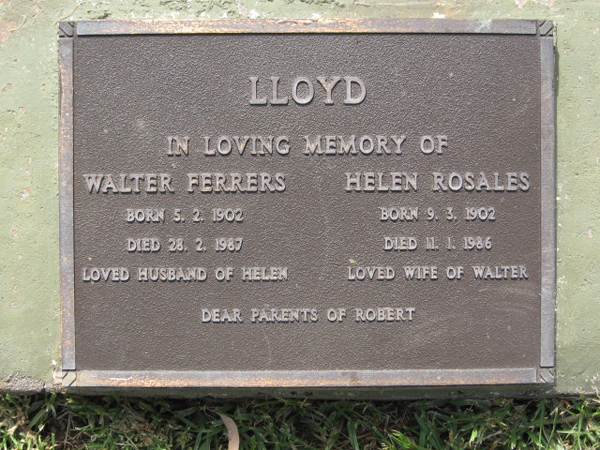 LLOYD
IN LOVING MEMORY OF
WALTER FERRERS HELEN ROSALES
BORN 5. 2. 1902 BORN 9. 3. 1902
DIED 28. 2. 1987 DIED 11. 1. 1986
LOVED HUSBAND OF HELEN LOVED WIFE OF WALTER
DEAR PARENTS OF ROBERT